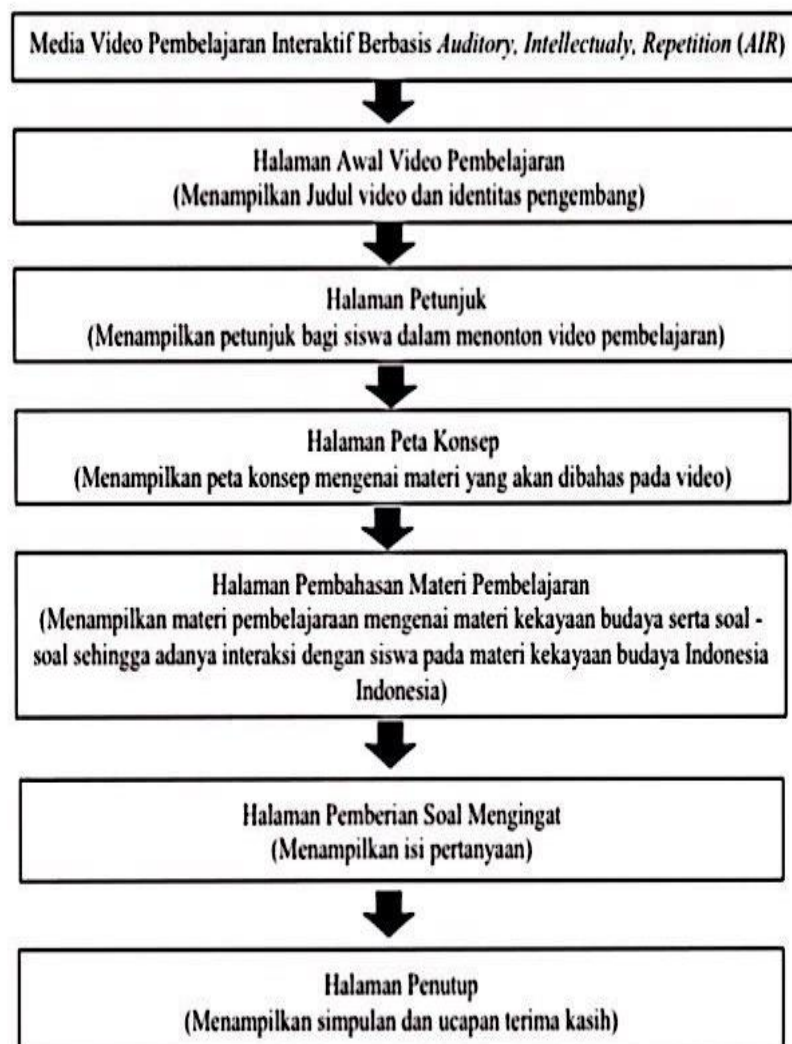 Media Video Pembelajaran Interaktif Berbasis Auditory, Intellectualy, Repetition (AIR)
Halaman Awal Video Pembelajaran
(Menampilkan Judul video dan identitas pengembang)
Halaman Petunjuk
(Menampilkan petunjuk bagi siswa dalam menonton video pembelajaran)
Halaman Peta Konsep
(Menampilkan peta konsep mengenai materi yang akan dibahas pada video)
Halaman Pembahasan Materi Pembelajaran
(Menampilkan materi pembelajaraan mengenai materi kekayaan budaya serta soal -
soal sehingga adanya interaksi dengan siswa pada materi kekayaan budaya Indonesia
Indonesia)
Halaman Pemberian Soal Mengingat
(Menampilkan isi pertanyaan)
Halaman Penutup
(Menampilkan simpulan dan ucapan terima kasih)